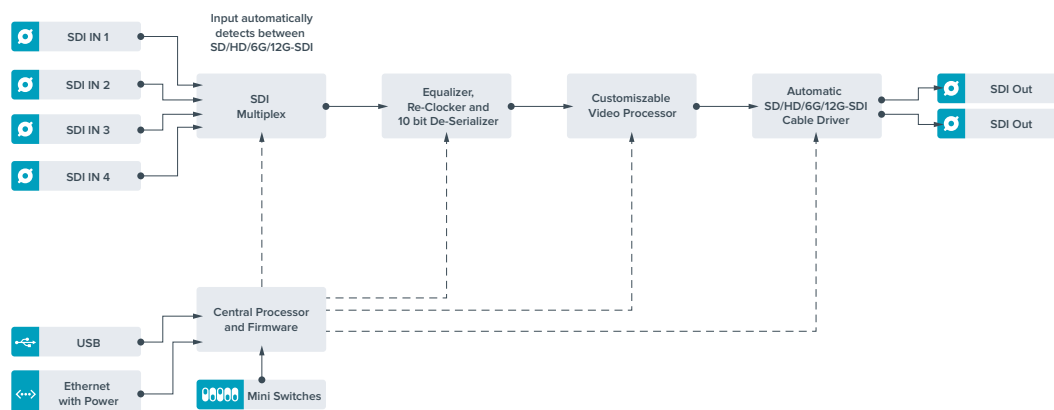 Input automatically
detects between
SD/HD/6G/12G-SDI
SDI IN 1
SDI IN 2
SDI IN 3
SDI IN 4
SDI
Multiplex
Equalizer,
Re-Clocker and
10 bit De-Serializer
Customiszable
Video Processor
Automatic
SD/HD/6G/12G-SDI
Cable Driver
SDI Out
SDI Out
Central Processor
and Firmware
USB
Ethernet
with Power
Mini Switches